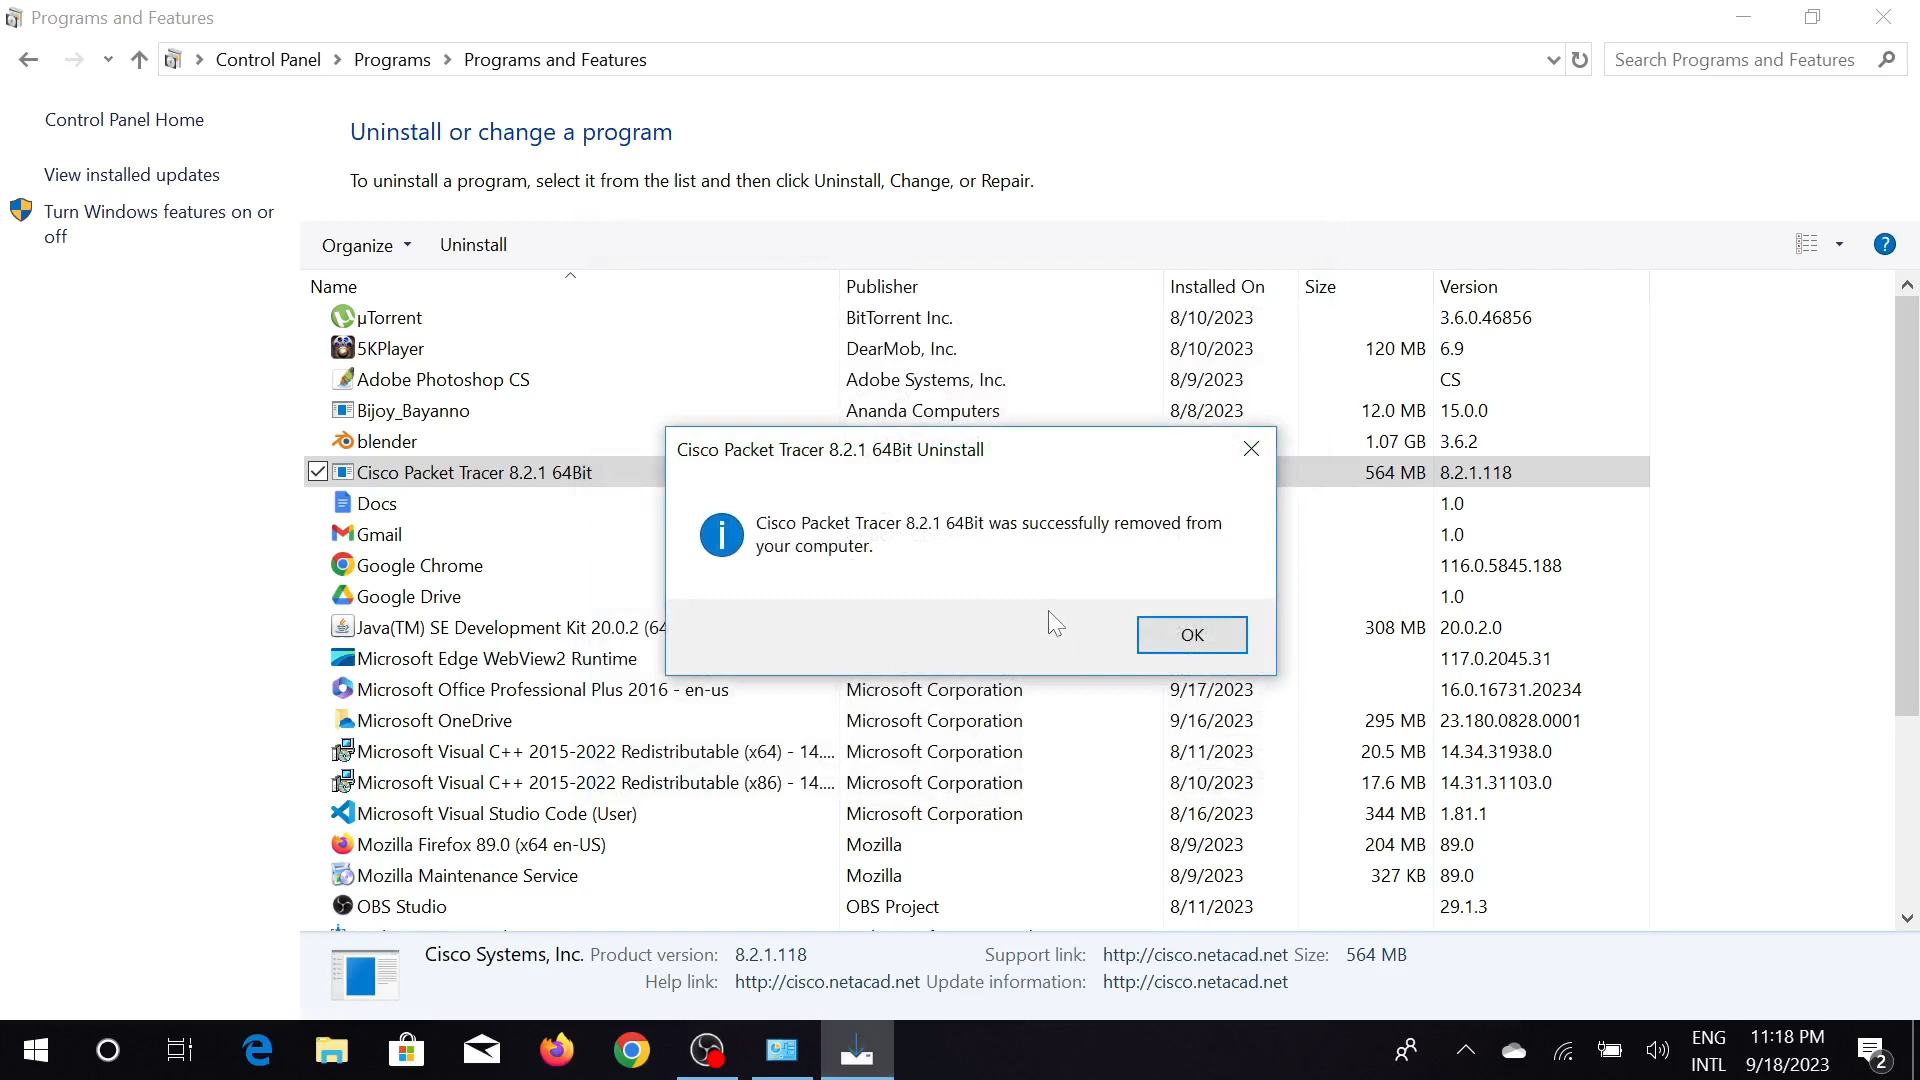 Programs and Features
Control Panel > Programs > Programs and Features
Search Programs and Features
Control Panel Home
View installed updates
Turn Windows features on or
off
Uninstall or change a program
To uninstall a program, select it from the list and then click Uninstall, Change, or Repair.
Organize Uninstall
Name Publisher Installed On Size Version
µTorrent BitTorrent Inc. 8/10/2023 3.6.0.46856
5KPlayer DearMob, Inc. 8/10/2023 120 MB 6.9
Adobe Photoshop CS Adobe Systems, Inc. 8/9/2023 CS
Bijoy_Bayanno Ananda Computers 8/8/2023 12.0 MB 15.0.0
blender 1.07 GB 3.6.2
Cisco Packet Tracer 8.2.1 64Bit 564 MB 8.2.1.118
Docs 1.0
Gmail 1.0
Google Chrome 116.0.5845.188
Google Drive 1.0
Java(TM) SE Development Kit 20.0.2 (64 308 MB 20.0.2.0
Microsoft Edge WebView2 Runtime 117.0.2045.31
Microsoft Office Professional Plus 2016 - en-us Microsoft Corporation 9/17/2023 16.0.16731.20234
Microsoft OneDrive Microsoft Corporation 9/16/2023 295 MB 23.180.0828.0001
Microsoft Visual C++ 2015-2022 Redistributable (x64) - 14.... Microsoft Corporation 8/11/2023 20.5 MB 14.34.31938.0
Microsoft Visual C++ 2015-2022 Redistributable (x86) - 14.... Microsoft Corporation 8/10/2023 17.6 MB 14.31.31103.0
Microsoft Visual Studio Code (User) Microsoft Corporation 8/16/2023 344 MB 1.81.1
Mozilla Firefox 89.0 (x64 en-US) Mozilla 8/9/2023 204 MB 89.0
Mozilla Maintenance Service Mozilla 8/9/2023 327 KB 89.0
OBS Studio OBS Project 8/11/2023 29.1.3
Cisco Packet Tracer 8.2.1 64Bit Uninstall
Cisco Packet Tracer 8.2.1 64Bit was successfully removed from
your computer.
OK
Cisco Systems, Inc. Product version: 8.2.1.118 Support link: http://cisco.netacad.net Size: 564 MB
Help link: http://cisco.netacad.net Update information: http://cisco.netacad.net
ENG 11:18 PM
INTL 9/18/2023
2